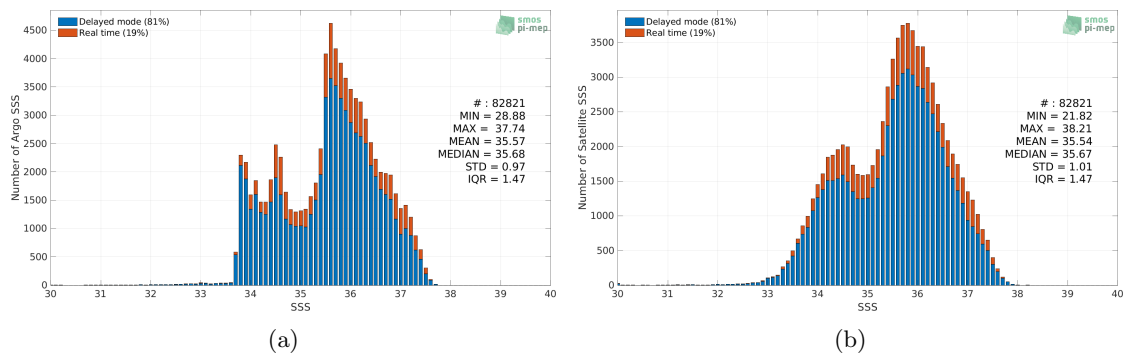 Delayed mode (81%)
Real time (19%)
smos
pi-mep
4500
4000
3500
3000
2500
2000
1500
1000
500
0
Number of Argo SSS
# : 82821
MIN = 28.88
MAX = 37.74
MEAN = 35.57
MEDIAN = 35.68
STD = 0.97
IQR = 1.47
30 31 32 33 34 35 36 37 38 39 40
SSS
(a)
Delayed mode (81%)
Real time (19%)
smos
pi-mep
3500
3000
2500
2000
1500
1000
500
0
Number of Satellite SSS
# : 82821
MIN = 21.82
MAX = 38.21
MEAN = 35.54
MEDIAN = 35.67
STD = 1.01
IQR = 1.47
30 31 32 33 34 35 36 37 38 39 40
SSS
(b)